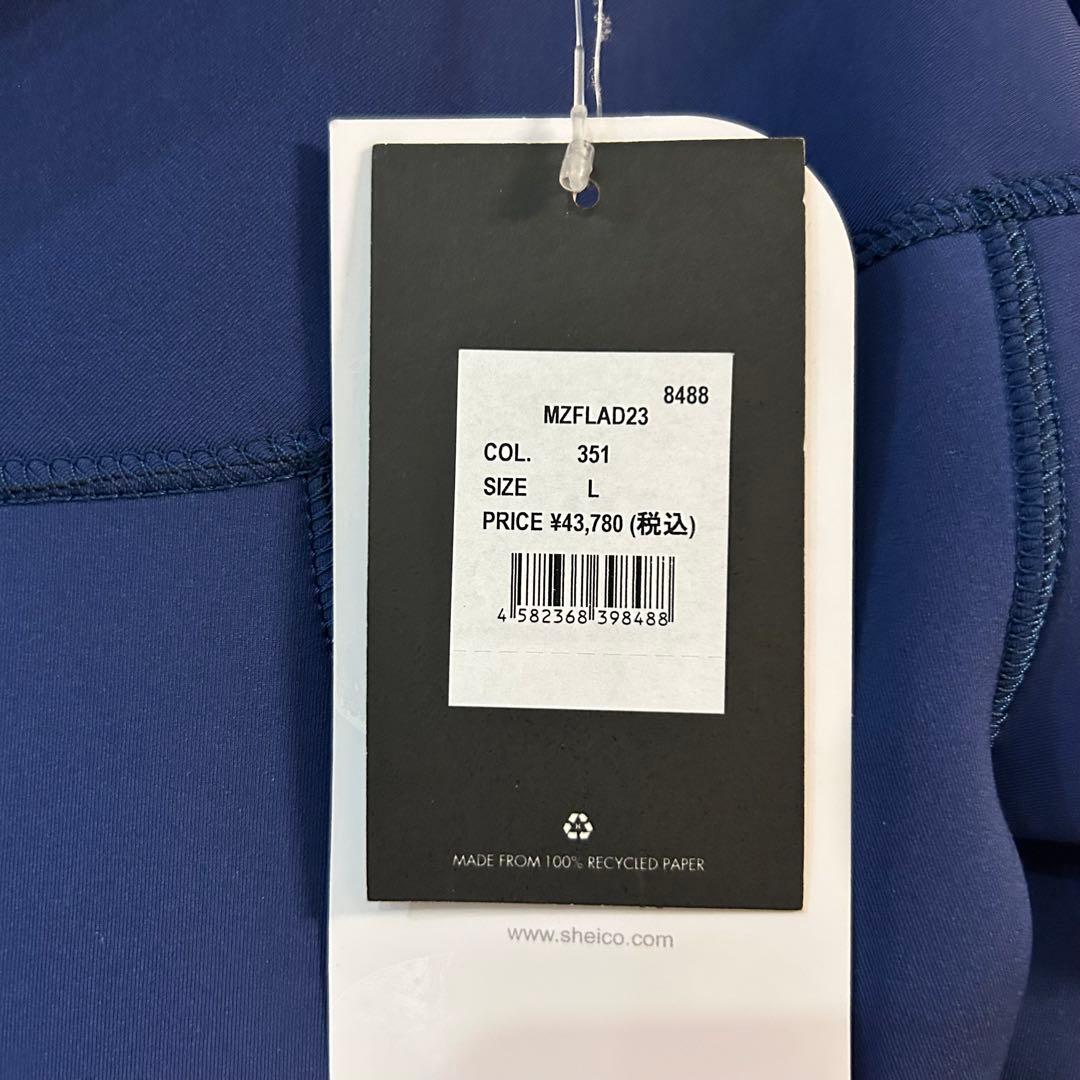 8488
MZFLAD23
COL. 351
SIZE L
PRICE ¥43,780 (税込)
4 582368 398488
MADE FROM 100% RECYCLED PAPER
www.sheico.com